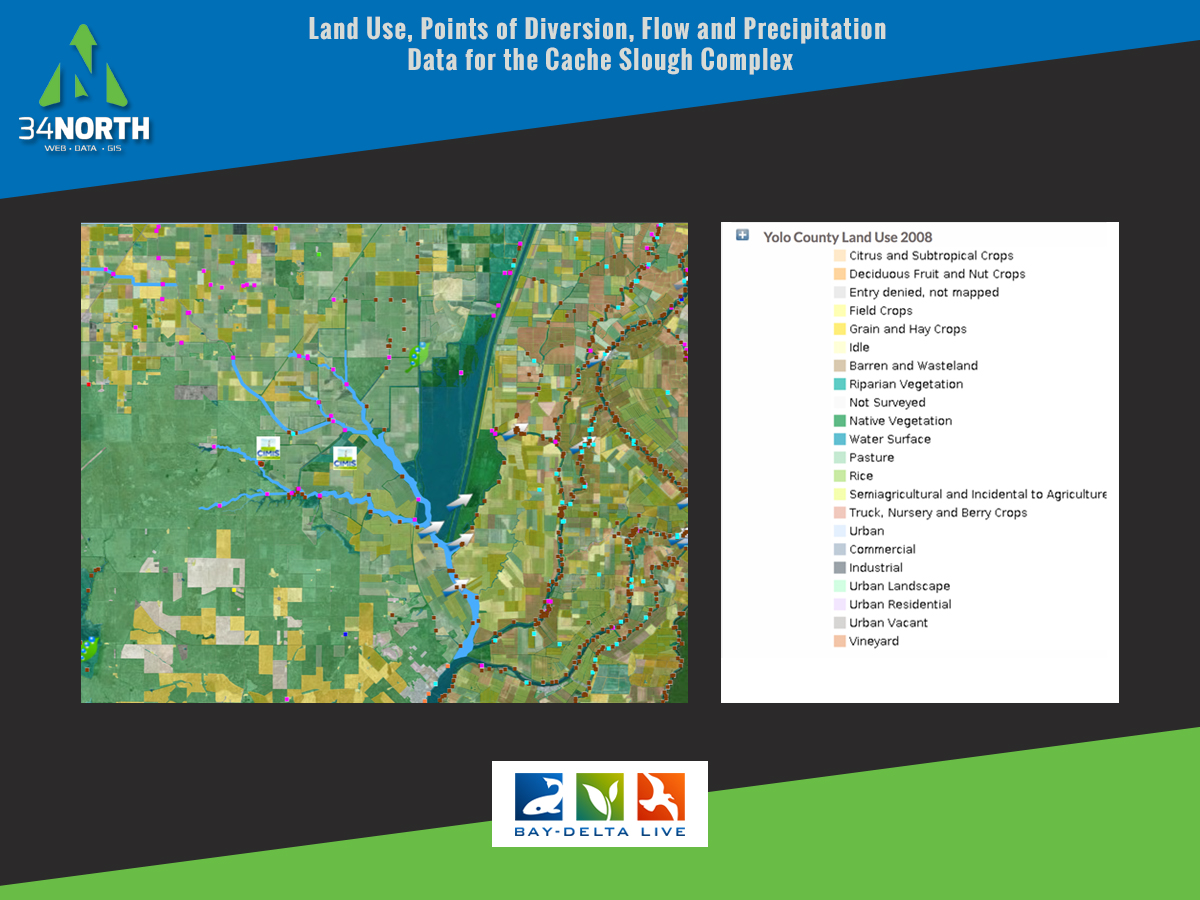 Land Use, Points of Diversion, Flow and Precipitation
Data for the Cache Slough Complex
34NORTH
WEB • DATA • GIS
Yolo County Land Use 2008
Citrus and Subtropical Crops
Deciduous Fruit and Nut Crops
Entry denied, not mapped
Field Crops
Grain and Hay Crops
Idle
Barren and Wasteland
Riparian Vegetation
Not Surveyed
Native Vegetation
Water Surface
Pasture
Rice
Semiagricultural and Incidental to Agriculture
Truck, Nursery and Berry Crops
Urban
Commercial
Industrial
Urban Landscape
Urban Residential
Urban Vacant
Vineyard
CIMIS
CIMIS
BAY-DELTA LIVE